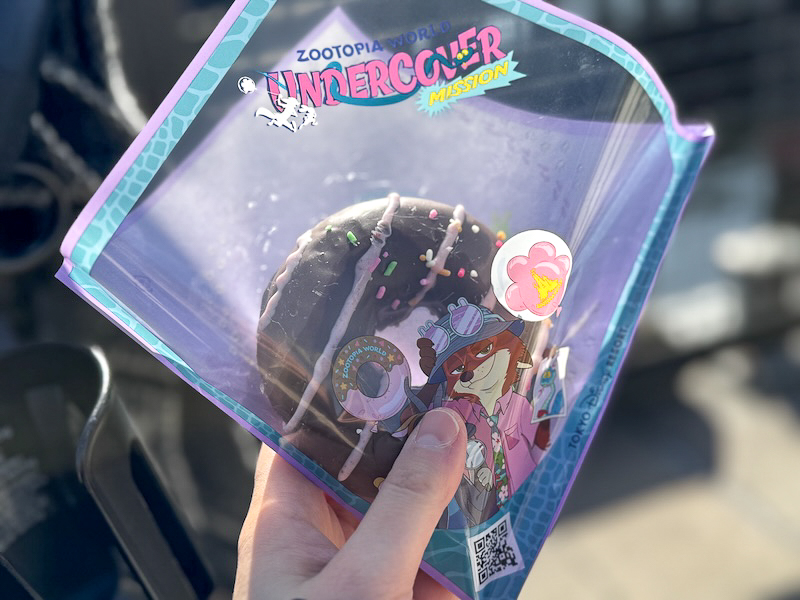 ZOOTOPIA WORLD
UNDERCOVER
MISSION
ZOOTOPIA WORLD
TOKYO Disney RESORT